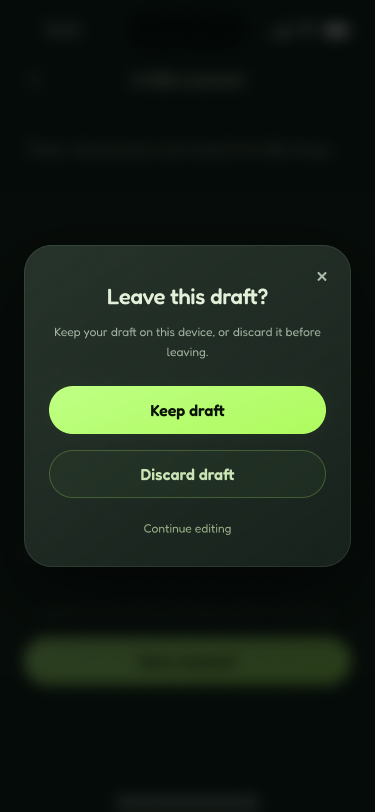 Leave this draft?
Keep your draft on this device, or discard it before
leaving.
Keep draft
Discard draft
Continue editing